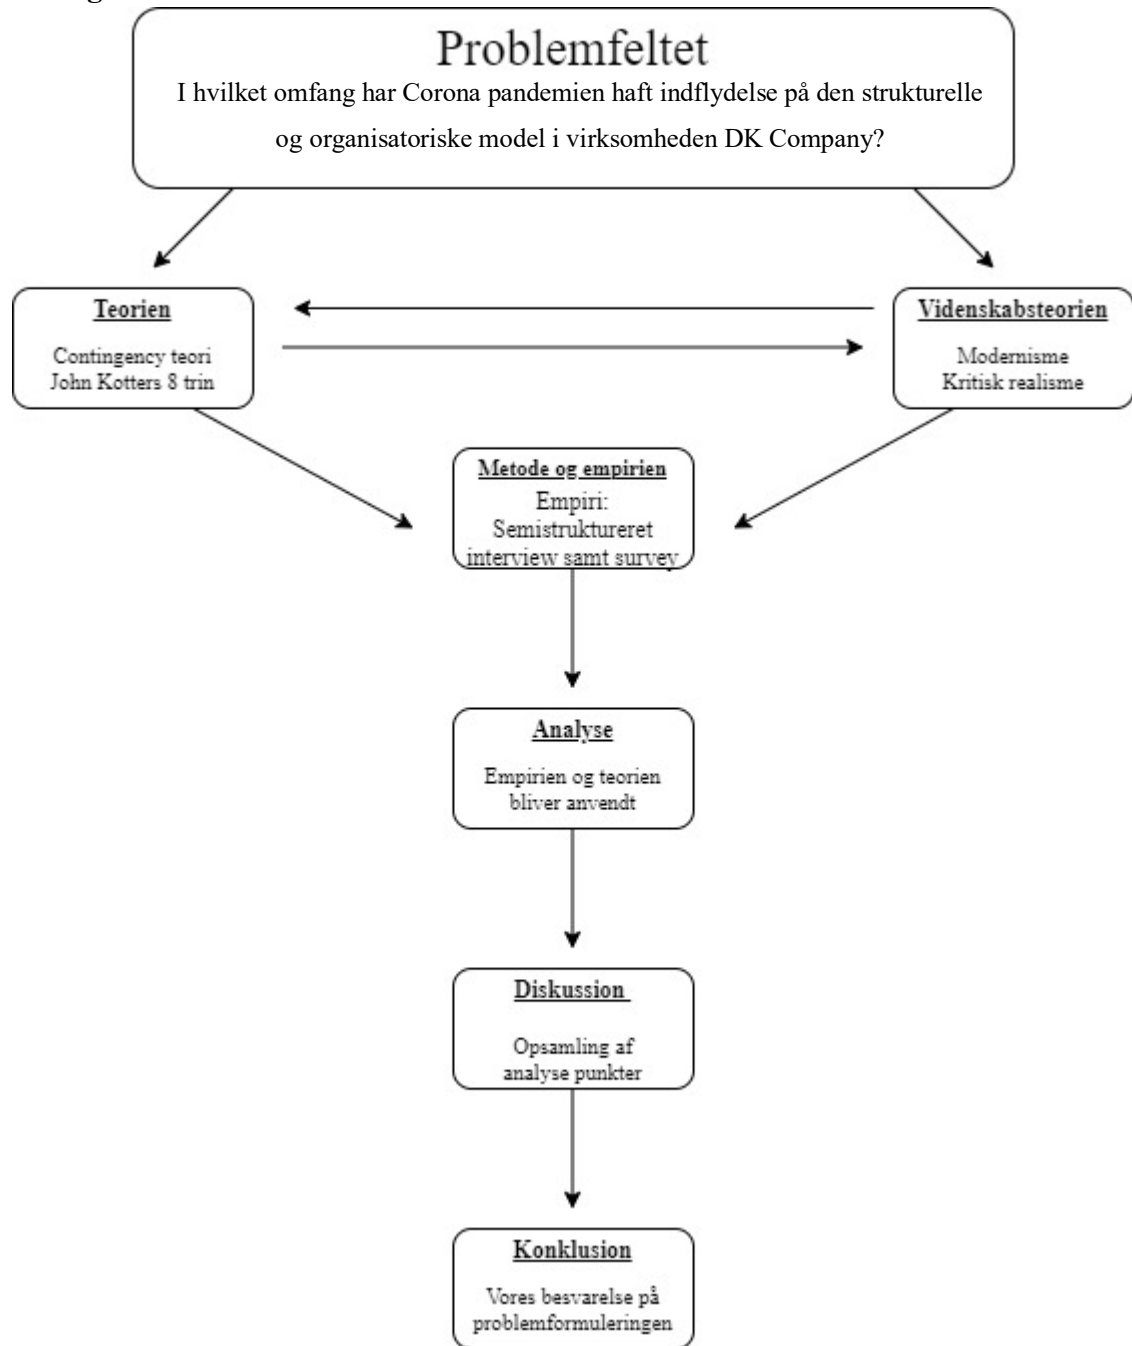 Problemfeltet
I hvilket omfang har Corona pandemien haft indflydelse på den strukturelle
og organisatoriske model i virksomheden DK Company?
Teorien
Contingency teori
John Kotters 8 trin
Videnskabsteorien
Modernisme
Kritisk realisme
Metode og empirien
Empiri:
Semistruktureret
interview samt survey
Analyse
Empirien og teorien
bliver anvendt
Diskussion
Opsamling af
analyse punkter
Konklusion
Vores besvarelse på
problemformuleringen